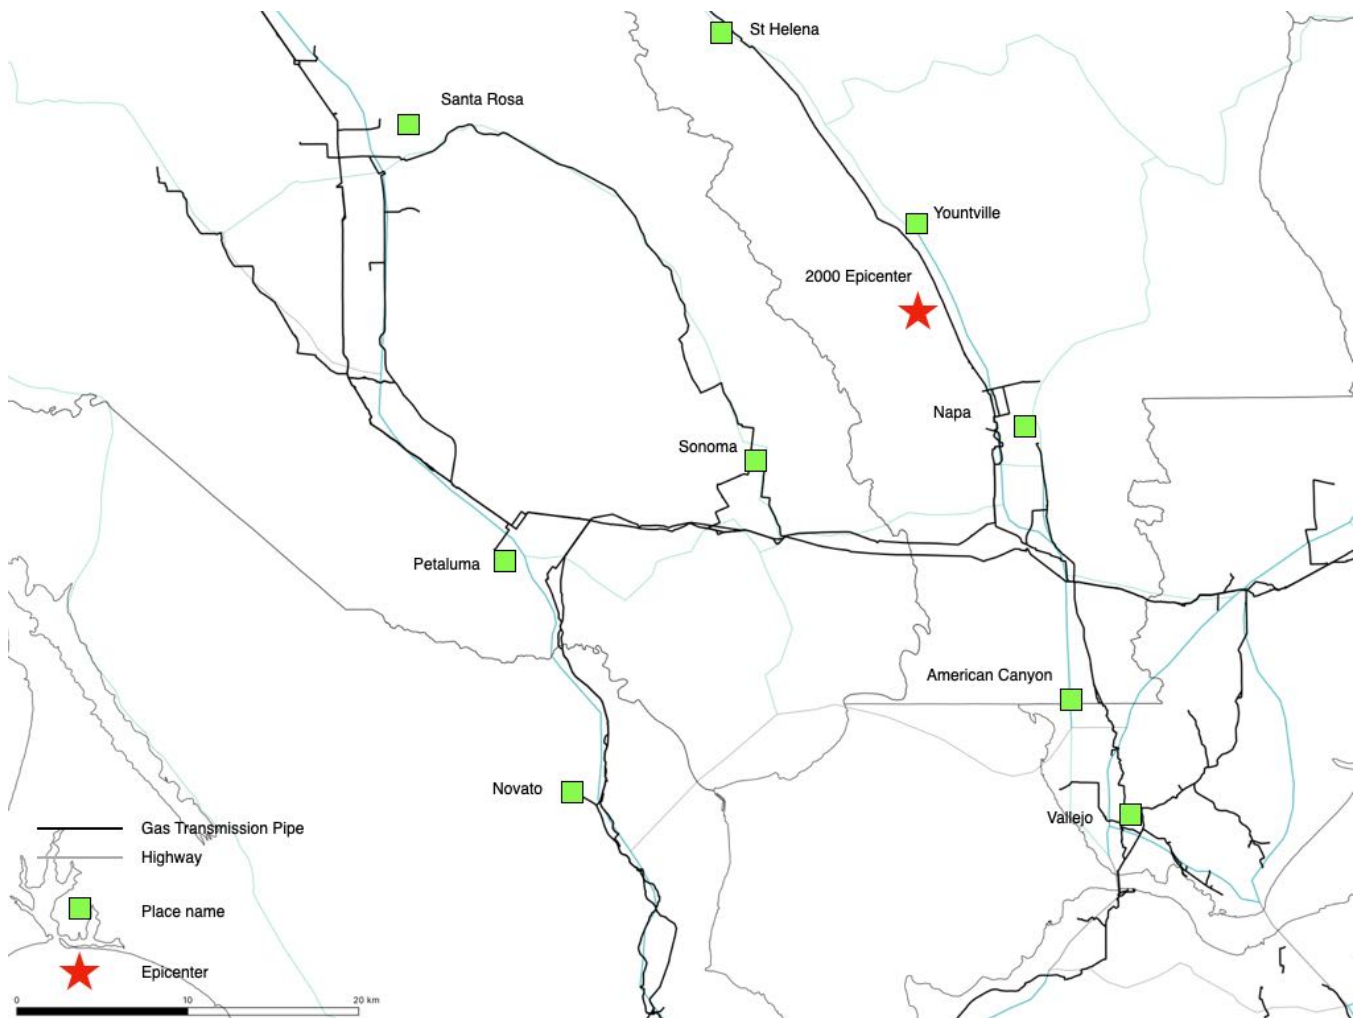 St Helena
Santa Rosa
Yountville
2000 Epicenter
Napa
Sonoma
Petaluma
American Canyon
Novato
Vallejo
Gas Transmission Pipe
Highway
Place name
Epicenter
0 10 20 km